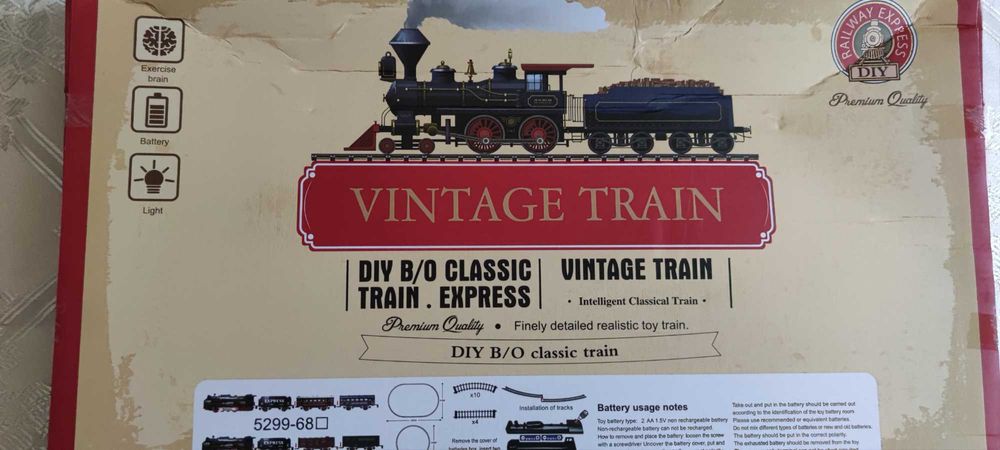 Exercise
brain
Battery
Light
RAILWAY EXPRESS
DIY
Premium Quality
VINTAGE TRAIN
DIY B/O CLASSIC
TRAIN . EXPRESS
VINTAGE TRAIN
• Intelligent Classical Train •
Premium Quality • Finely detailed realistic toy train.
DIY B/O classic train
EXPRESS
5299-68□
EXPRESS
x10
x4
Installation of tracks
Remove the cover of
batteries box, insert two
Battery usage notes
Toy battery type: 2 AA 1.5V non rechargeable battery
Non-rechargeable battery can not be recharged.
How to remove and place the battery: loosen the screw
with a screwdriver Uncover the battery cover, put and
Take out and put in the battery should be carried out
according to the identification of the toy battery room
Please use recommended or equivalent batteries.
Do not mix different types of batteries or new and old batteries.
The battery should be put in the correct polarity.
The exhausted battery should be removed from the toy.